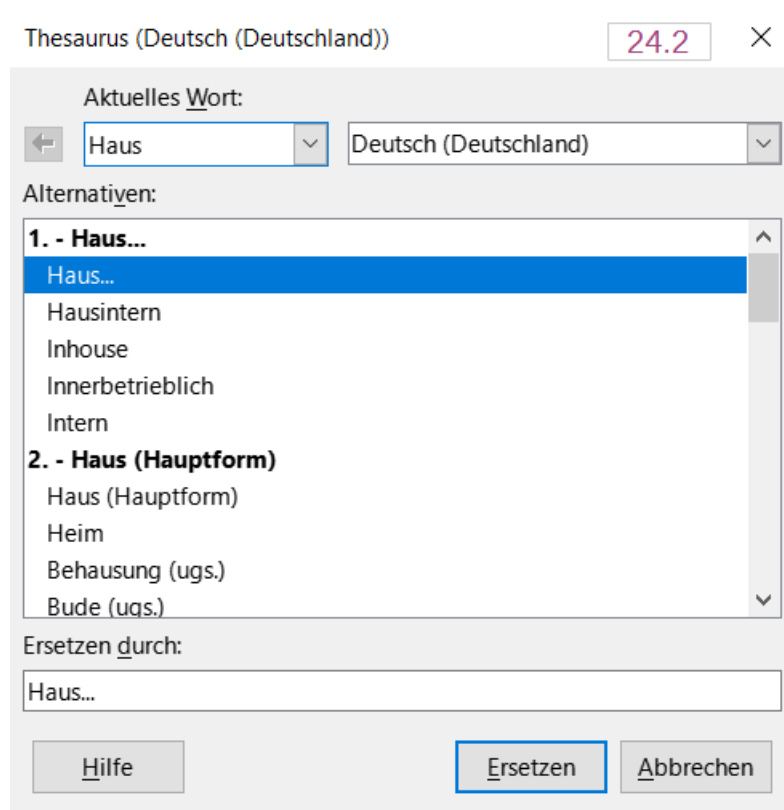 Thesaurus (Deutsch (Deutschland)) 24.2
Aktuelles Wort:
Haus Deutsch (Deutschland)
Alternativen:
1. - Haus...
Haus...
Hausintern
Inhouse
Innerbetrieblich
Intern
2. - Haus (Hauptform)
Haus (Hauptform)
Heim
Behausung (ugs.)
Bude (ugs.)
Ersetzen durch:
Haus...
Hilfe Ersetzen Abbrechen